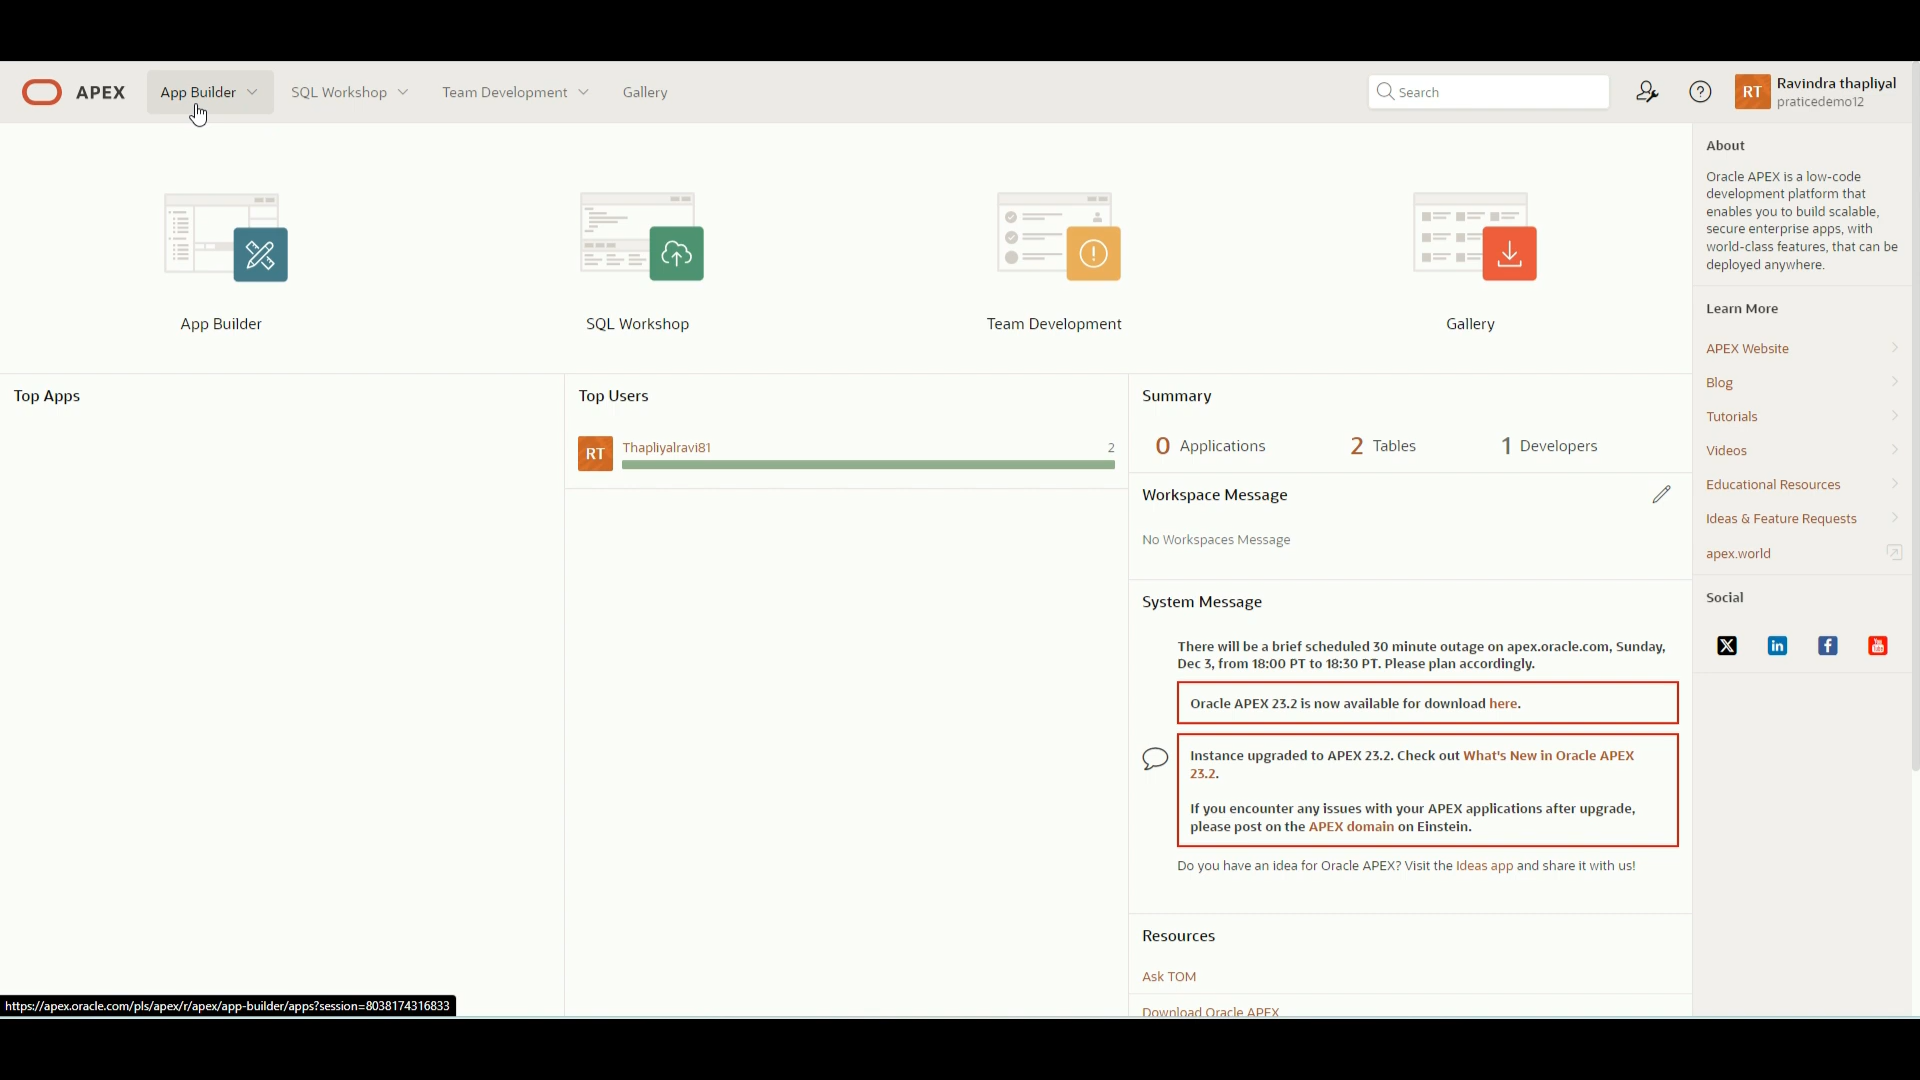 APEX
App Builder
SQL Workshop
Team Development
Gallery
Search
RT
Ravindra thapliyal
praticedemo12
App Builder
SQL Workshop
Team Development
Gallery
Top Apps
Top Users
RT
Thapliyalravi81
2
Summary
0 Applications
2 Tables
1 Developers
Workspace Message
No Workspaces Message
System Message
There will be a brief scheduled 30 minute outage on apex.oracle.com, Sunday,
Dec 3, from 18:00 PT to 18:30 PT. Please plan accordingly.
Oracle APEX 23.2 is now available for download here.
Instance upgraded to APEX 23.2. Check out What's New in Oracle APEX
23.2.
If you encounter any issues with your APEX applications after upgrade,
please post on the APEX domain on Einstein.
Do you have an idea for Oracle APEX? Visit the Ideas app and share it with us!
Resources
Ask TOM
Download Oracle APEX
About
Oracle APEX is a low-code
development platform that
enables you to build scalable,
secure enterprise apps, with
world-class features, that can be
deployed anywhere.
Learn More
APEX Website
Blog
Tutorials
Videos
Educational Resources
Ideas & Feature Requests
apex.world
Social
https://apex.oracle.com/pls/apex/r/apex/app-builder/apps?session=8038174316833